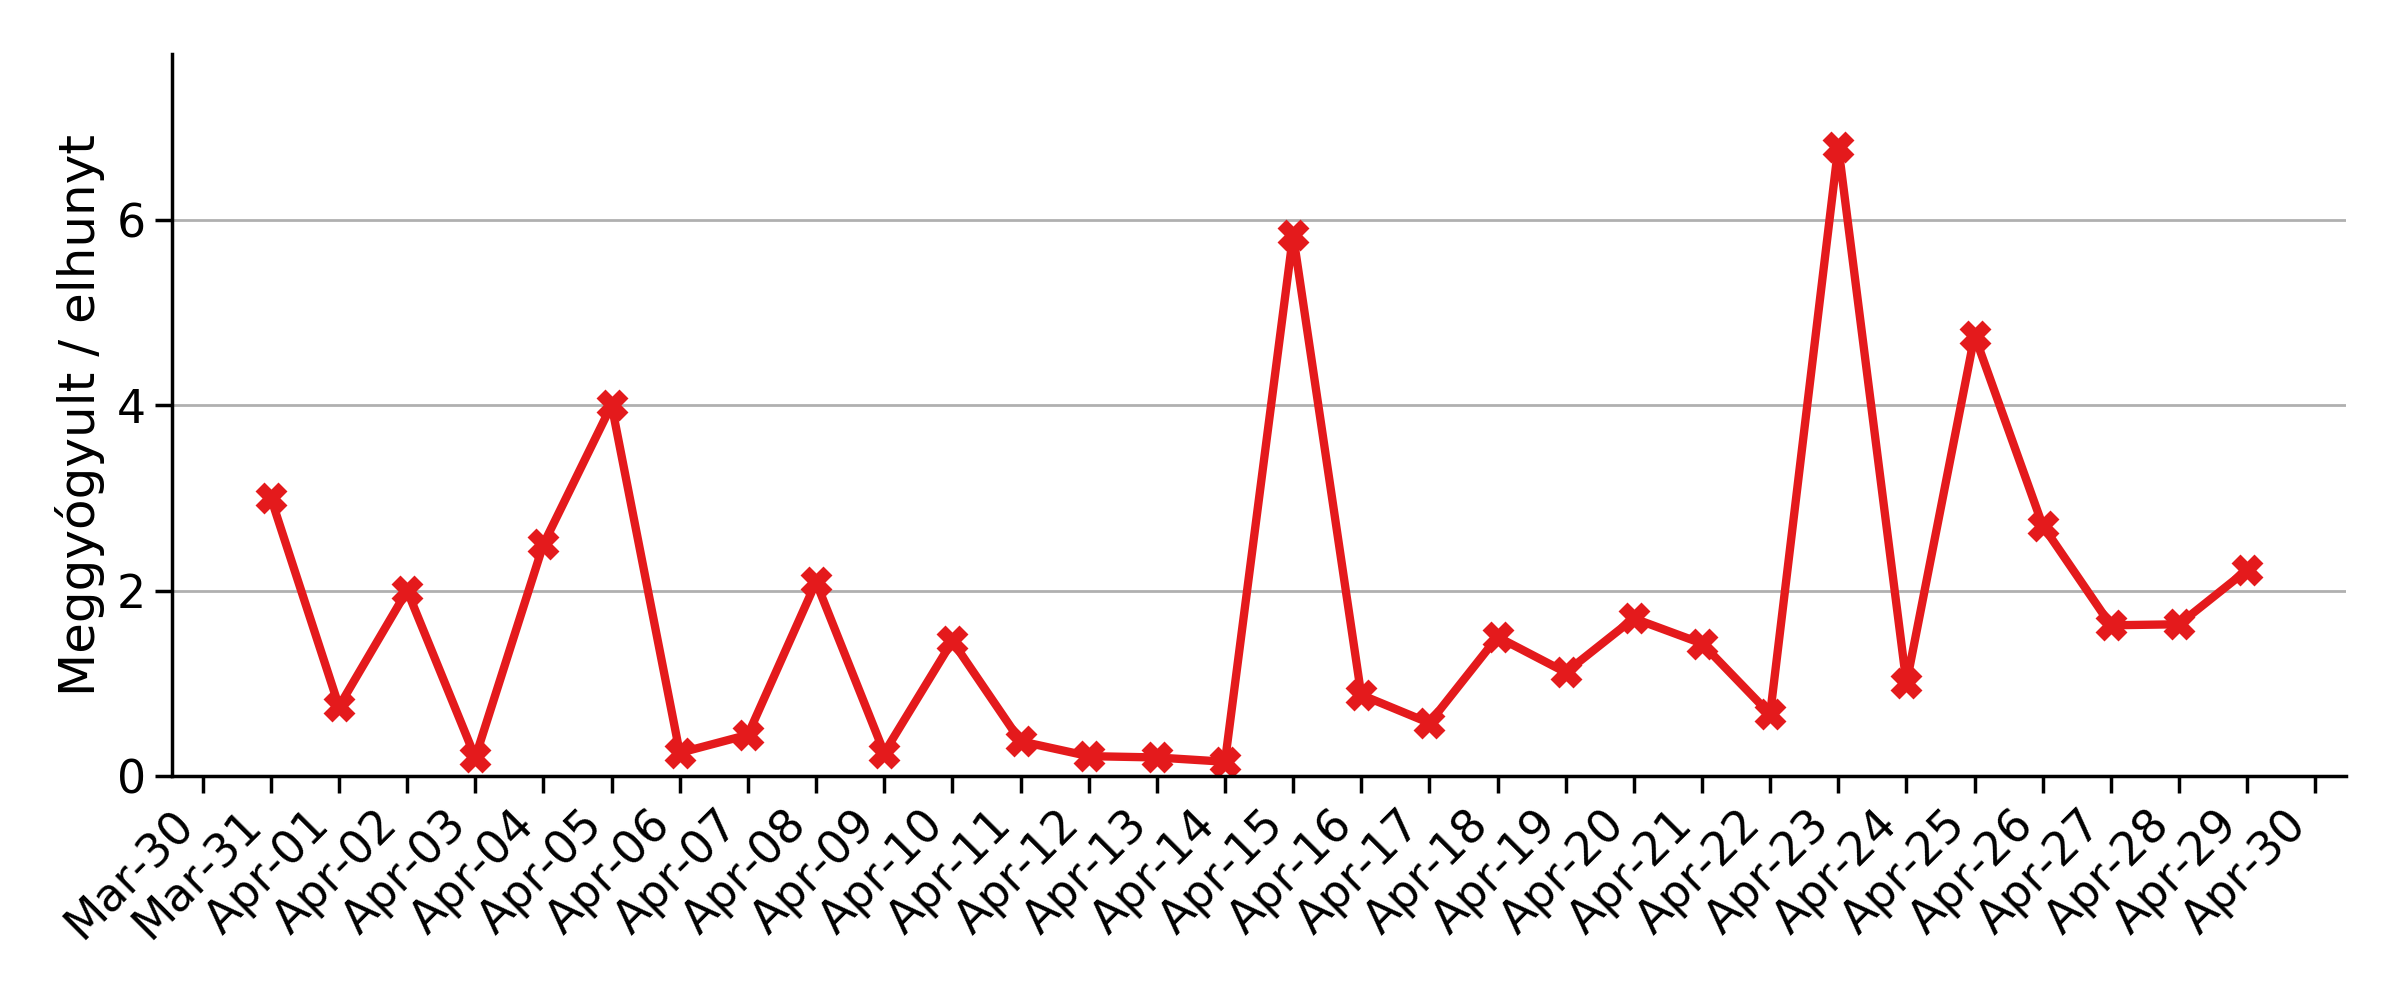 Meggyógyult / elhunyt
6
4
2
0
Mar-30
Mar-31
Apr-01
Apr-02
Apr-03
Apr-04
Apr-05
Apr-06
Apr-07
Apr-08
Apr-09
Apr-10
Apr-11
Apr-12
Apr-13
Apr-14
Apr-15
Apr-16
Apr-17
Apr-18
Apr-19
Apr-20
Apr-21
Apr-22
Apr-23
Apr-24
Apr-25
Apr-26
Apr-27
Apr-28
Apr-29
Apr-30